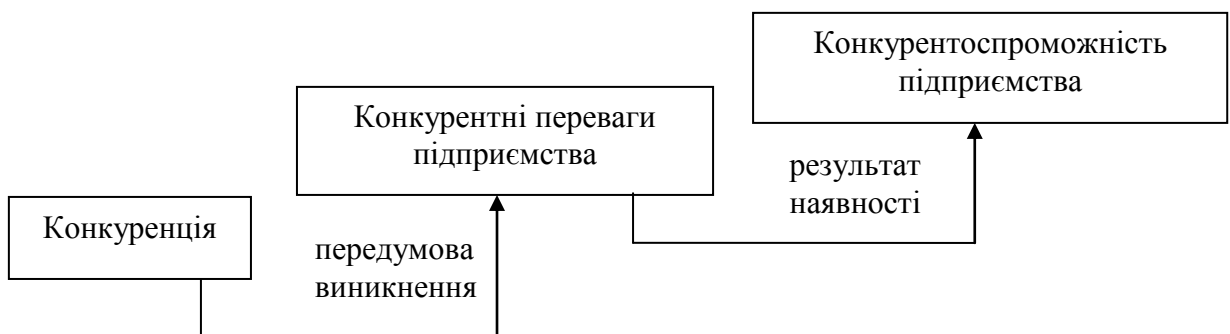 Конкурентоспроможність
підприємства
Конкурентні переваги
підприємства
результат
наявності
Конкуренція
передумова
виникнення